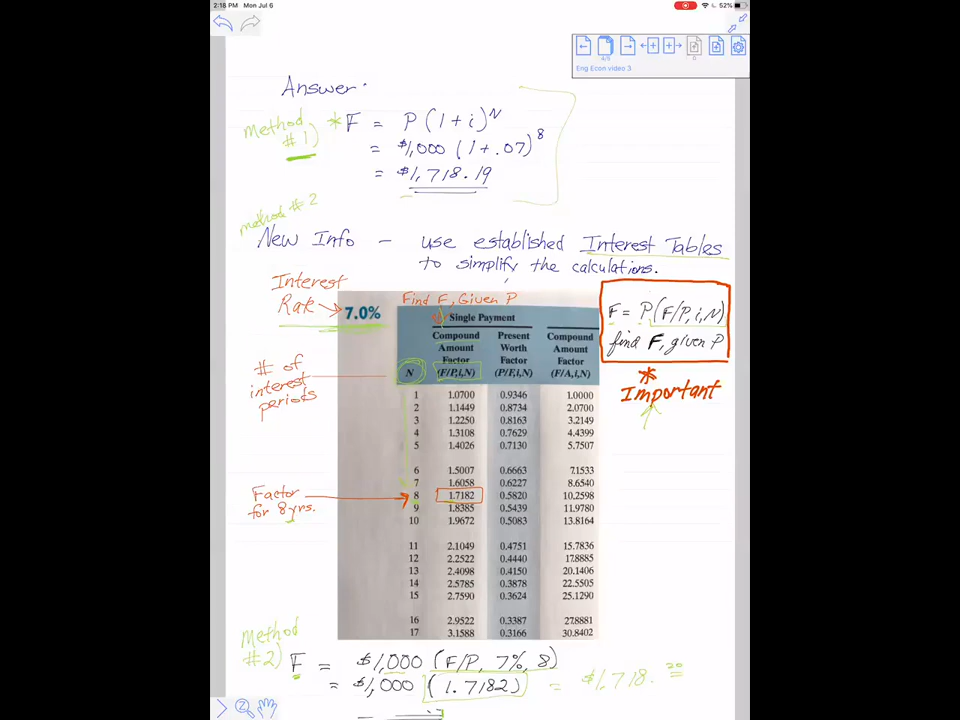 2:18 PM Mon Jul 6
52%
4/6
6
Eng Econ video 3
Answer:
Method #1)
* F = P (1 + i)^N
= $1,000 (1 + .07)^8
= $1,718.19
method #2
New Info - use established Interest Tables
to simplify the calculations.
Interest
Rate
7.0%
Find F, Given P
Single Payment
Compound Amount Factor (F/P,i,N)
Present Worth Factor (P/F,i,N)
Compound Amount Factor (F/A,i,N)
N
F = P(F/P, i, N)
find F, given P
*
Important
# of
interest
periods
1 1.0700 0.9346 1.0000
2 1.1449 0.8734 2.0700
3 1.2250 0.8163 3.2149
4 1.3108 0.7629 4.4399
5 1.4026 0.7130 5.7507
6 1.5007 0.6663 7.1533
7 1.6058 0.6227 8.6540
8 1.7182 0.5820 10.2598
9 1.8385 0.5439 11.9780
10 1.9672 0.5083 13.8164
Factor
for 8yrs.
11 2.1049 0.4751 15.7836
12 2.2522 0.4440 17.8885
13 2.4098 0.4150 20.1406
14 2.5785 0.3878 22.5505
15 2.7590 0.3624 25.1290
16 2.9522 0.3387 27.8881
17 3.1588 0.3166 30.8402
Method
#2)
F = $1,000 (F/P, 7%, 8)
= $1,000 (1.7182) = $1,718.20